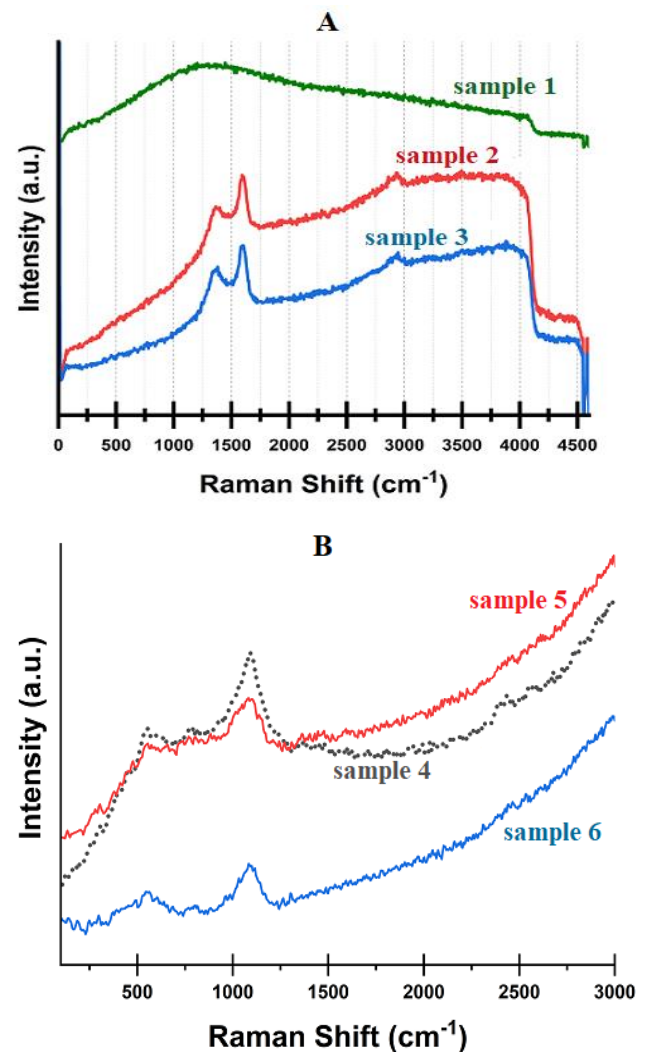 A
Intensity (a.u.)
sample 1
sample 2
sample 3
0 500 1000 1500 2000 2500 3000 3500 4000 4500
Raman Shift (cm⁻¹)
B
Intensity (a.u.)
sample 5
sample 4
sample 6
500 1000 1500 2000 2500 3000
Raman Shift (cm⁻¹)